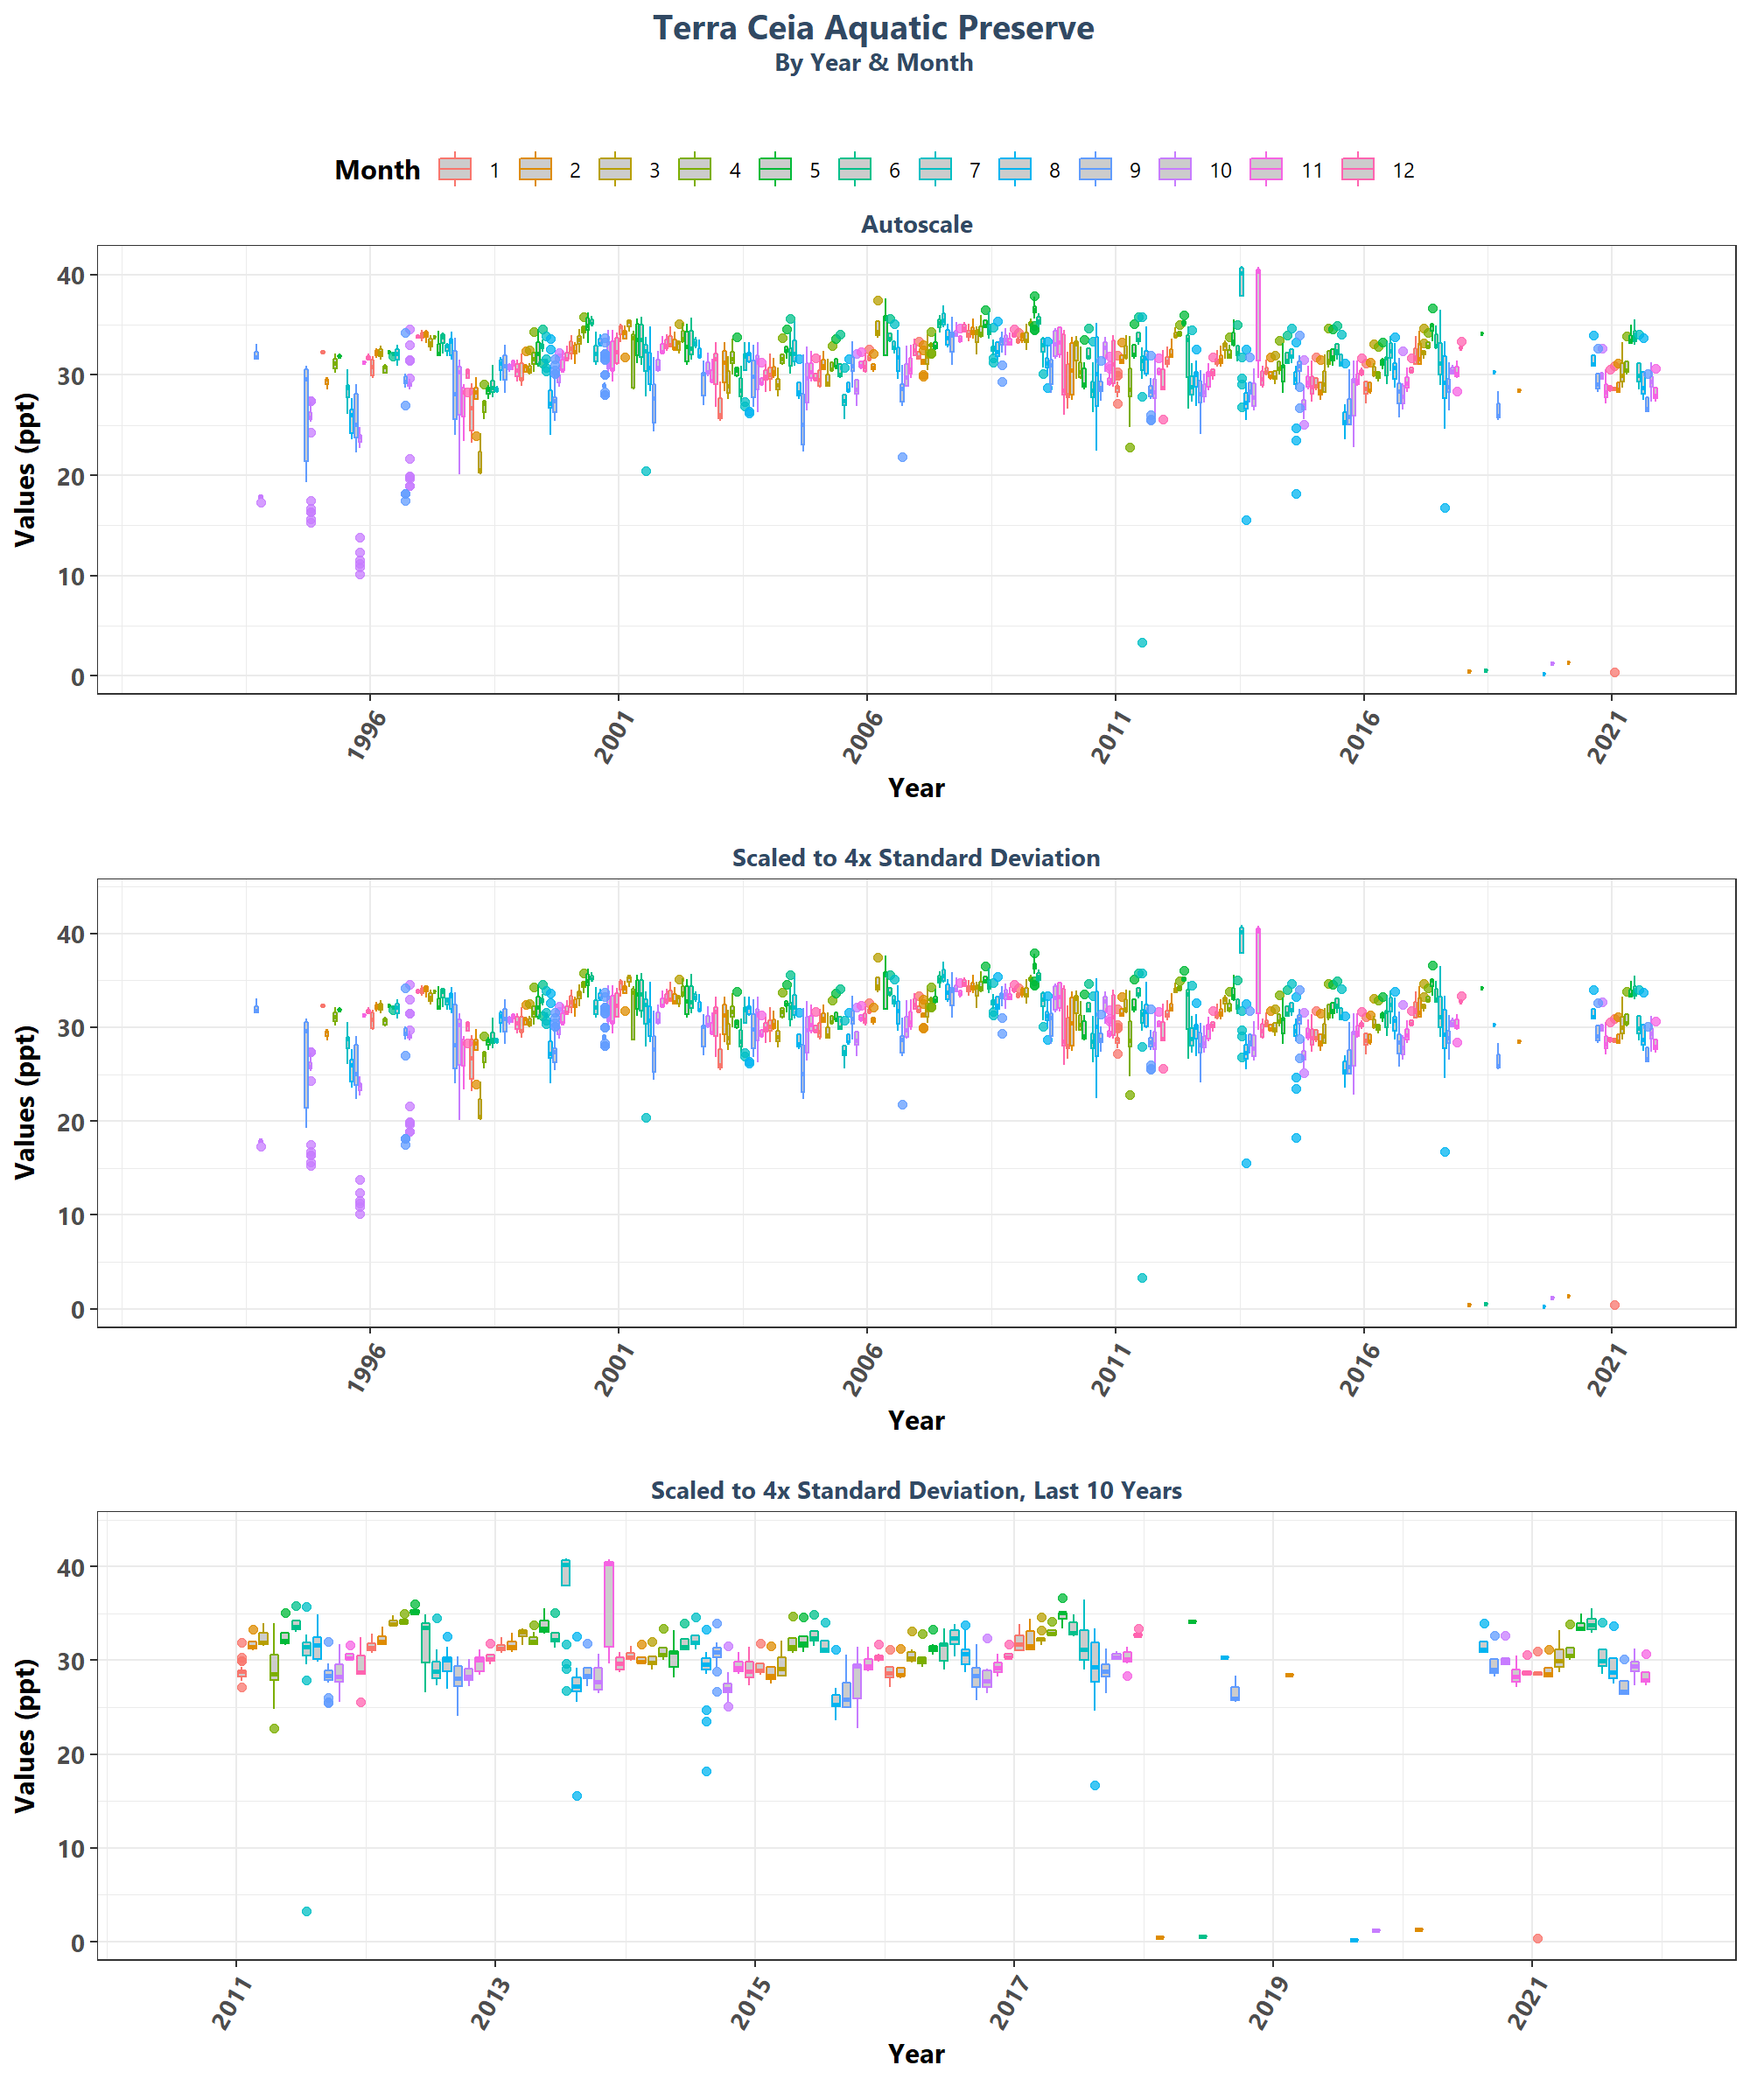 Terra Ceia Aquatic Preserve
By Year & Month
Month 1 2 3 4 5 6 7 8 9 10 11 12
Autoscale
Values (ppt)
40
30
20
10
0
1996 2001 2006 2011 2016 2021
Year
Scaled to 4x Standard Deviation
Values (ppt)
40
30
20
10
0
1996 2001 2006 2011 2016 2021
Year
Scaled to 4x Standard Deviation, Last 10 Years
Values (ppt)
40
30
20
10
0
2011 2013 2015 2017 2019 2021
Year